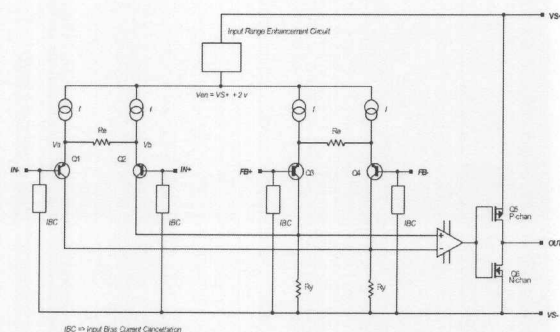 VS+
Input Range Enhancement Circuit
Ven = VS+ + 2 v
I I I I
Va Re Vb Re
Q1 Q2 Q3 Q4
IN- IN+ FB+ FB-
IBC IBC IBC IBC
Q5
P-chan
+
-
OUT
Q6
N-chan
Ry Ry
VS-
IBC => Input Bias Current Cancellation